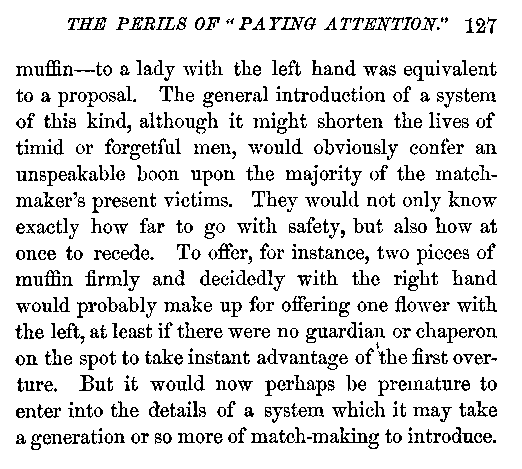 THE PERILS OF "PAYING ATTENTION." 127
muffin—to a lady with the left hand was equivalent
to a proposal. The general introduction of a system
of this kind, although it might shorten the lives of
timid or forgetful men, would obviously confer an
unspeakable boon upon the majority of the match-
maker's present victims. They would not only know
exactly how far to go with safety, but also how at
once to recede. To offer, for instance, two pieces of
muffin firmly and decidedly with the right hand
would probably make up for offering one flower with
the left, at least if there were no guardian or chaperon
on the spot to take instant advantage of the first over-
ture. But it would now perhaps be premature to
enter into the details of a system which it may take
a generation or so more of match-making to introduce.